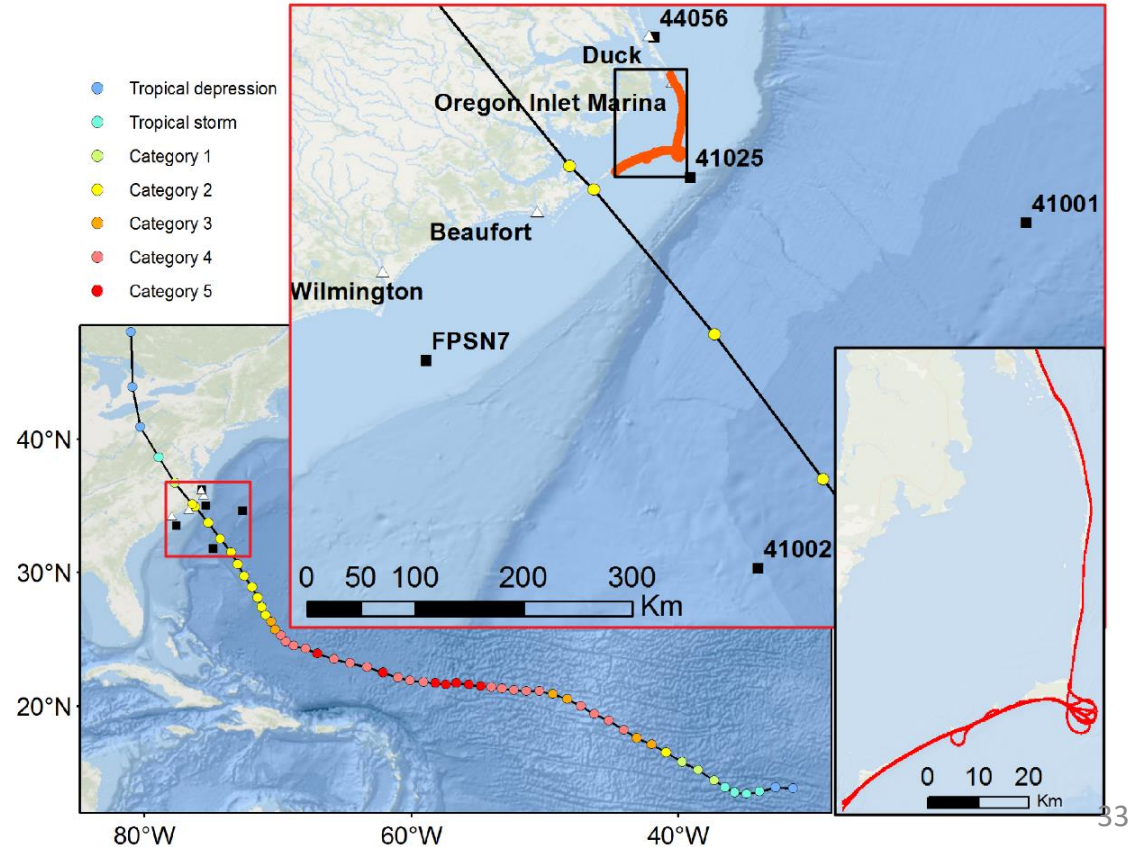 Tropical depression
Tropical storm
Category 1
Category 2
Category 3
Category 4
Category 5
44056
Duck
Oregon Inlet Marina
41025
41001
Beaufort
Wilmington
FPSN7
41002
0 50 100 200 300
Km
40°N
30°N
20°N
80°W 60°W 40°W
0 10 20
Km
33